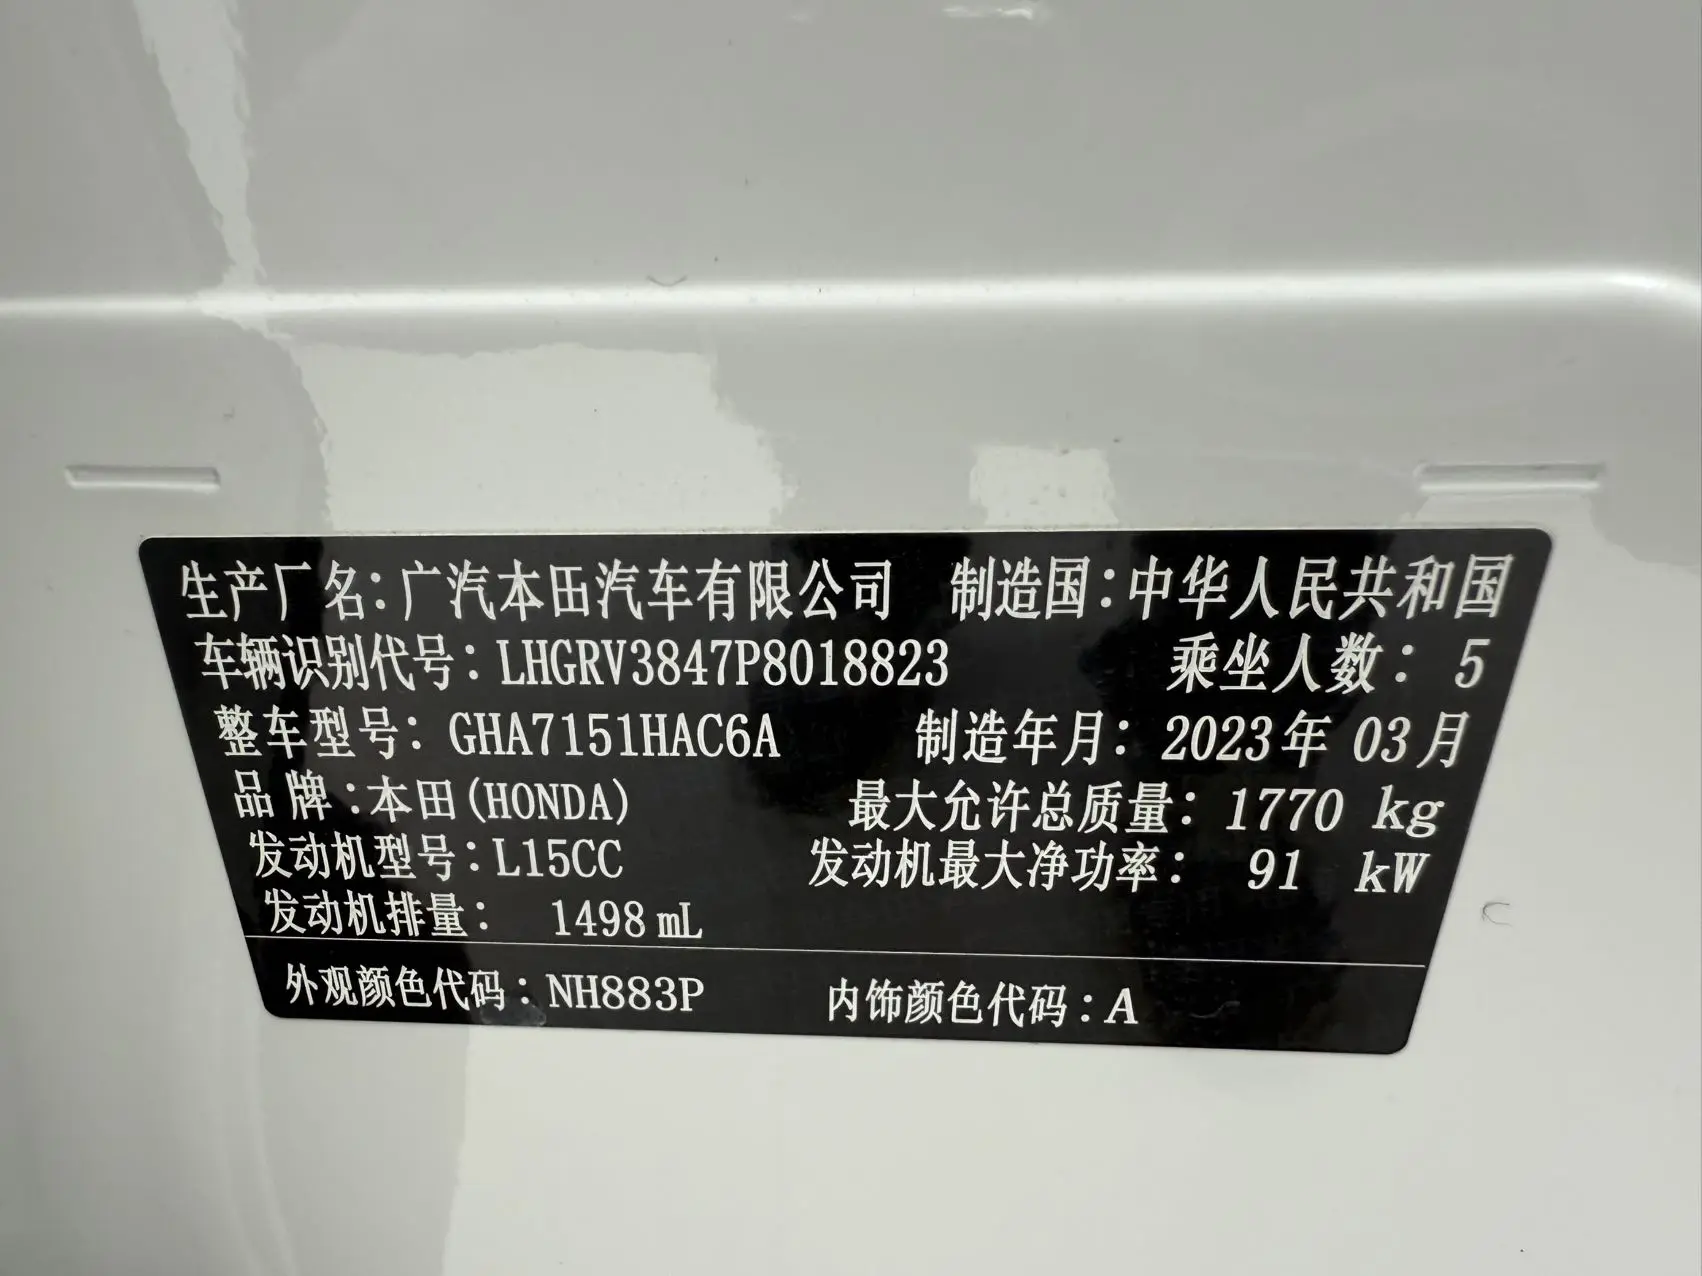 生产厂名:广汽本田汽车有限公司 制造国:中华人民共和国
车辆识别代号:LHGRV3847P8018823 乘坐人数:5
整车型号:GHA7151HAC6A 制造年月:2023年03月
品牌:本田(HONDA) 最大允许总质量:1770 kg
发动机型号:L15CC 发动机最大净功率:91 kW
发动机排量:1498 mL
外观颜色代码:NH883P 内饰颜色代码:A